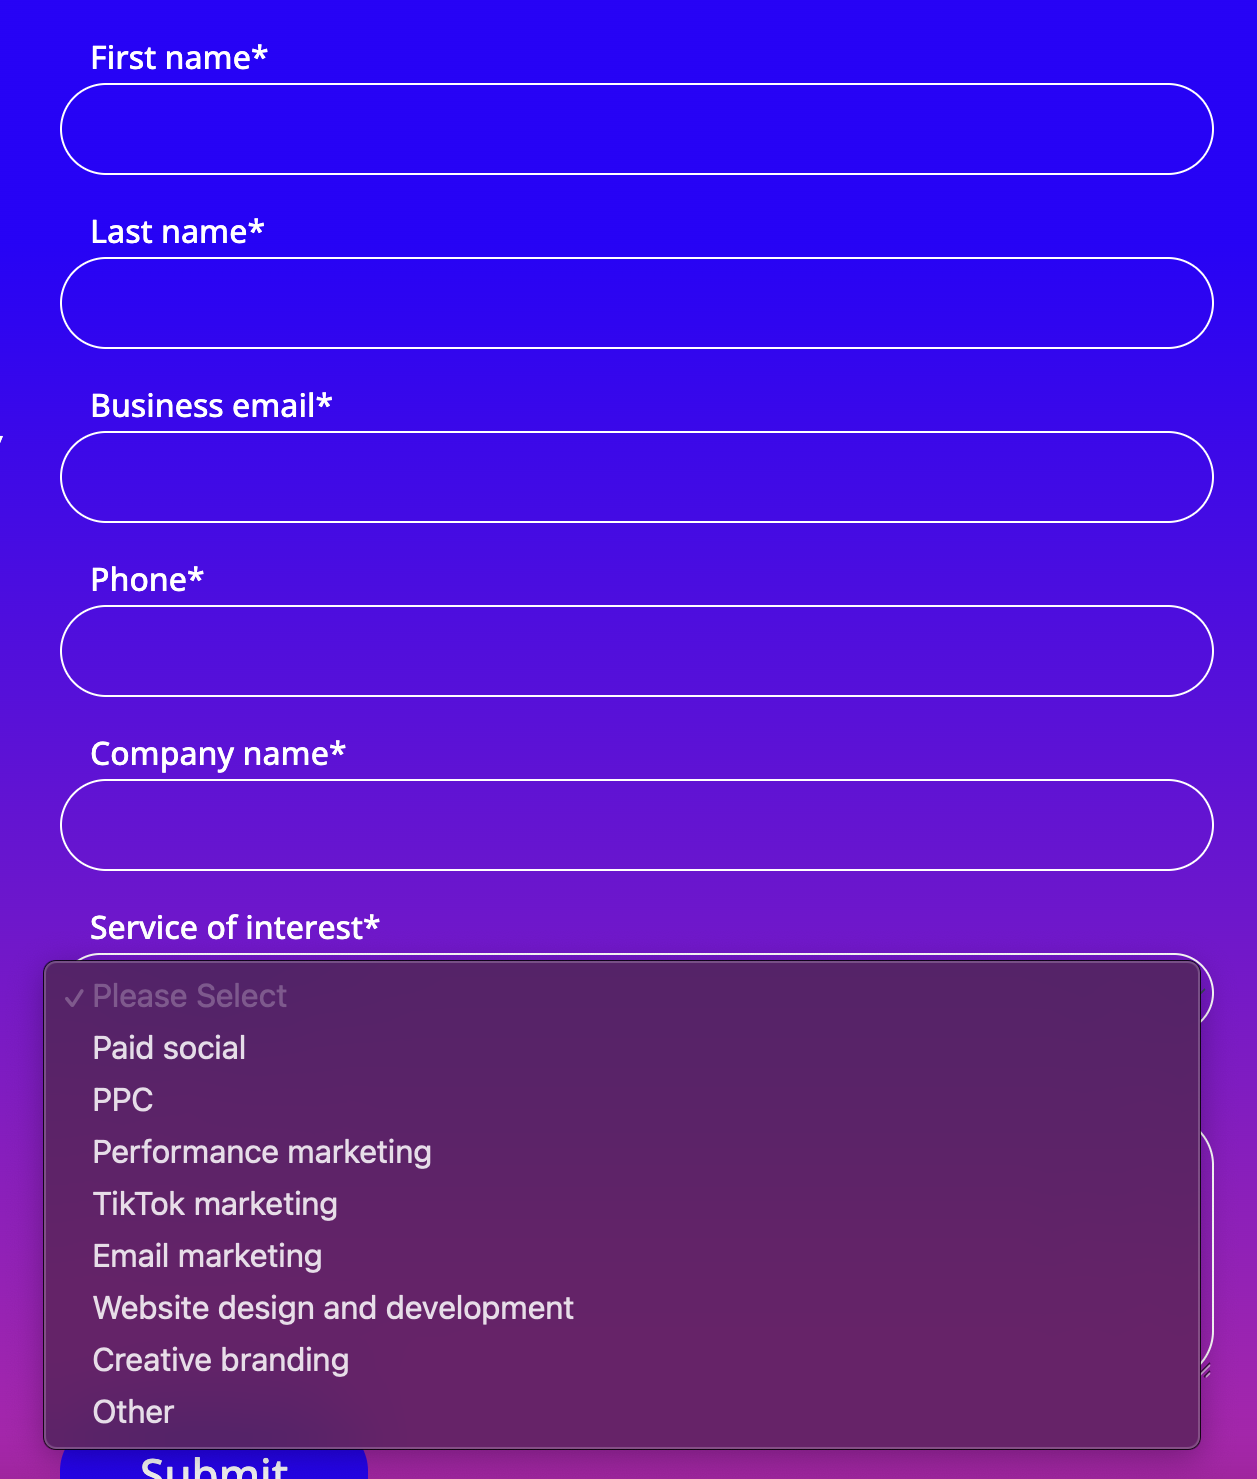 First name*
Last name*
Business email*
Phone*
Company name*
Service of interest*
✓ Please Select
Paid social
PPC
Performance marketing
TikTok marketing
Email marketing
Website design and development
Creative branding
Other
Submit